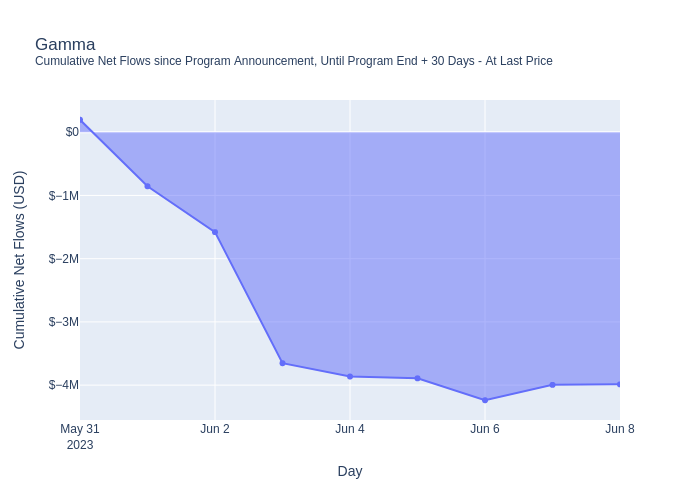 Gamma
Cumulative Net Flows since Program Announcement, Until Program End + 30 Days - At Last Price
Cumulative Net Flows (USD)
$0
$−1M
$−2M
$−3M
$−4M
May 31
2023
Jun 2
Jun 4
Jun 6
Jun 8
Day